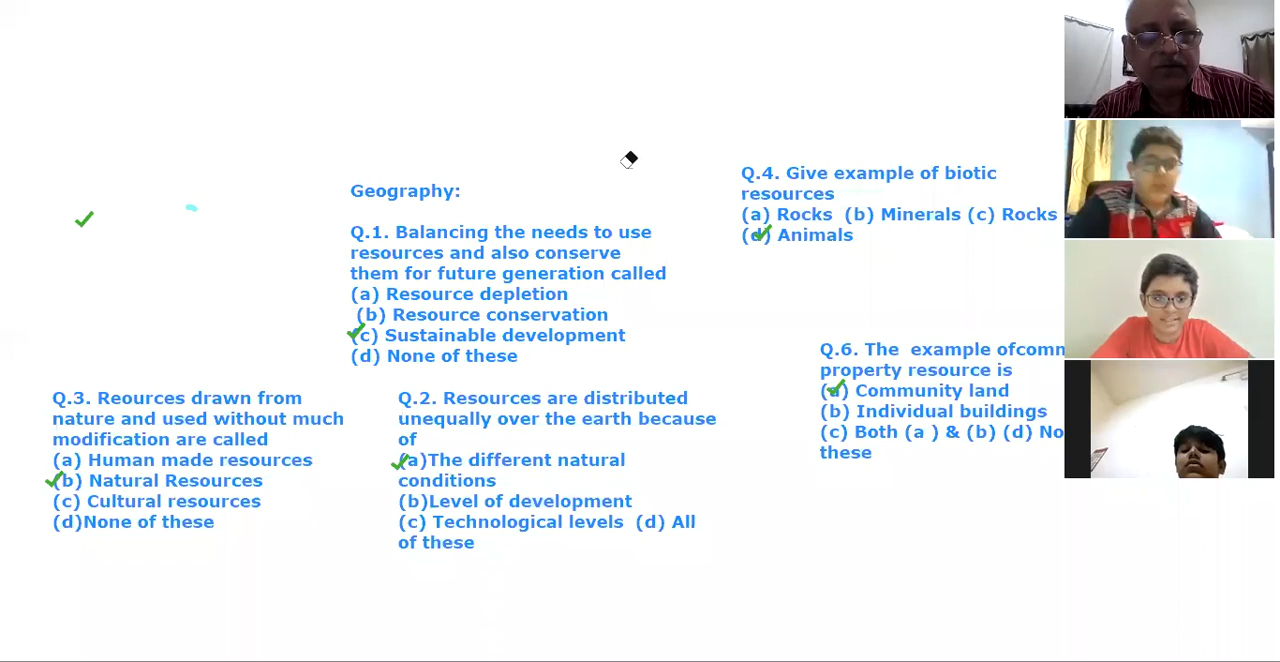 Geography:
Q.1. Balancing the needs to use
resources and also conserve
them for future generation called
(a) Resource depletion
(b) Resource conservation
(c) Sustainable development
(d) None of these
Q.4. Give example of biotic
resources
(a) Rocks (b) Minerals (c) Rocks
(d) Animals
Q.3. Reources drawn from
nature and used without much
modification are called
(a) Human made resources
(b) Natural Resources
(c) Cultural resources
(d)None of these
Q.2. Resources are distributed
unequally over the earth because
of
(a)The different natural
conditions
(b)Level of development
(c) Technological levels (d) All
of these
Q.6. The example ofcomm
property resource is
(a) Community land
(b) Individual buildings
(c) Both (a ) & (b) (d) No
these